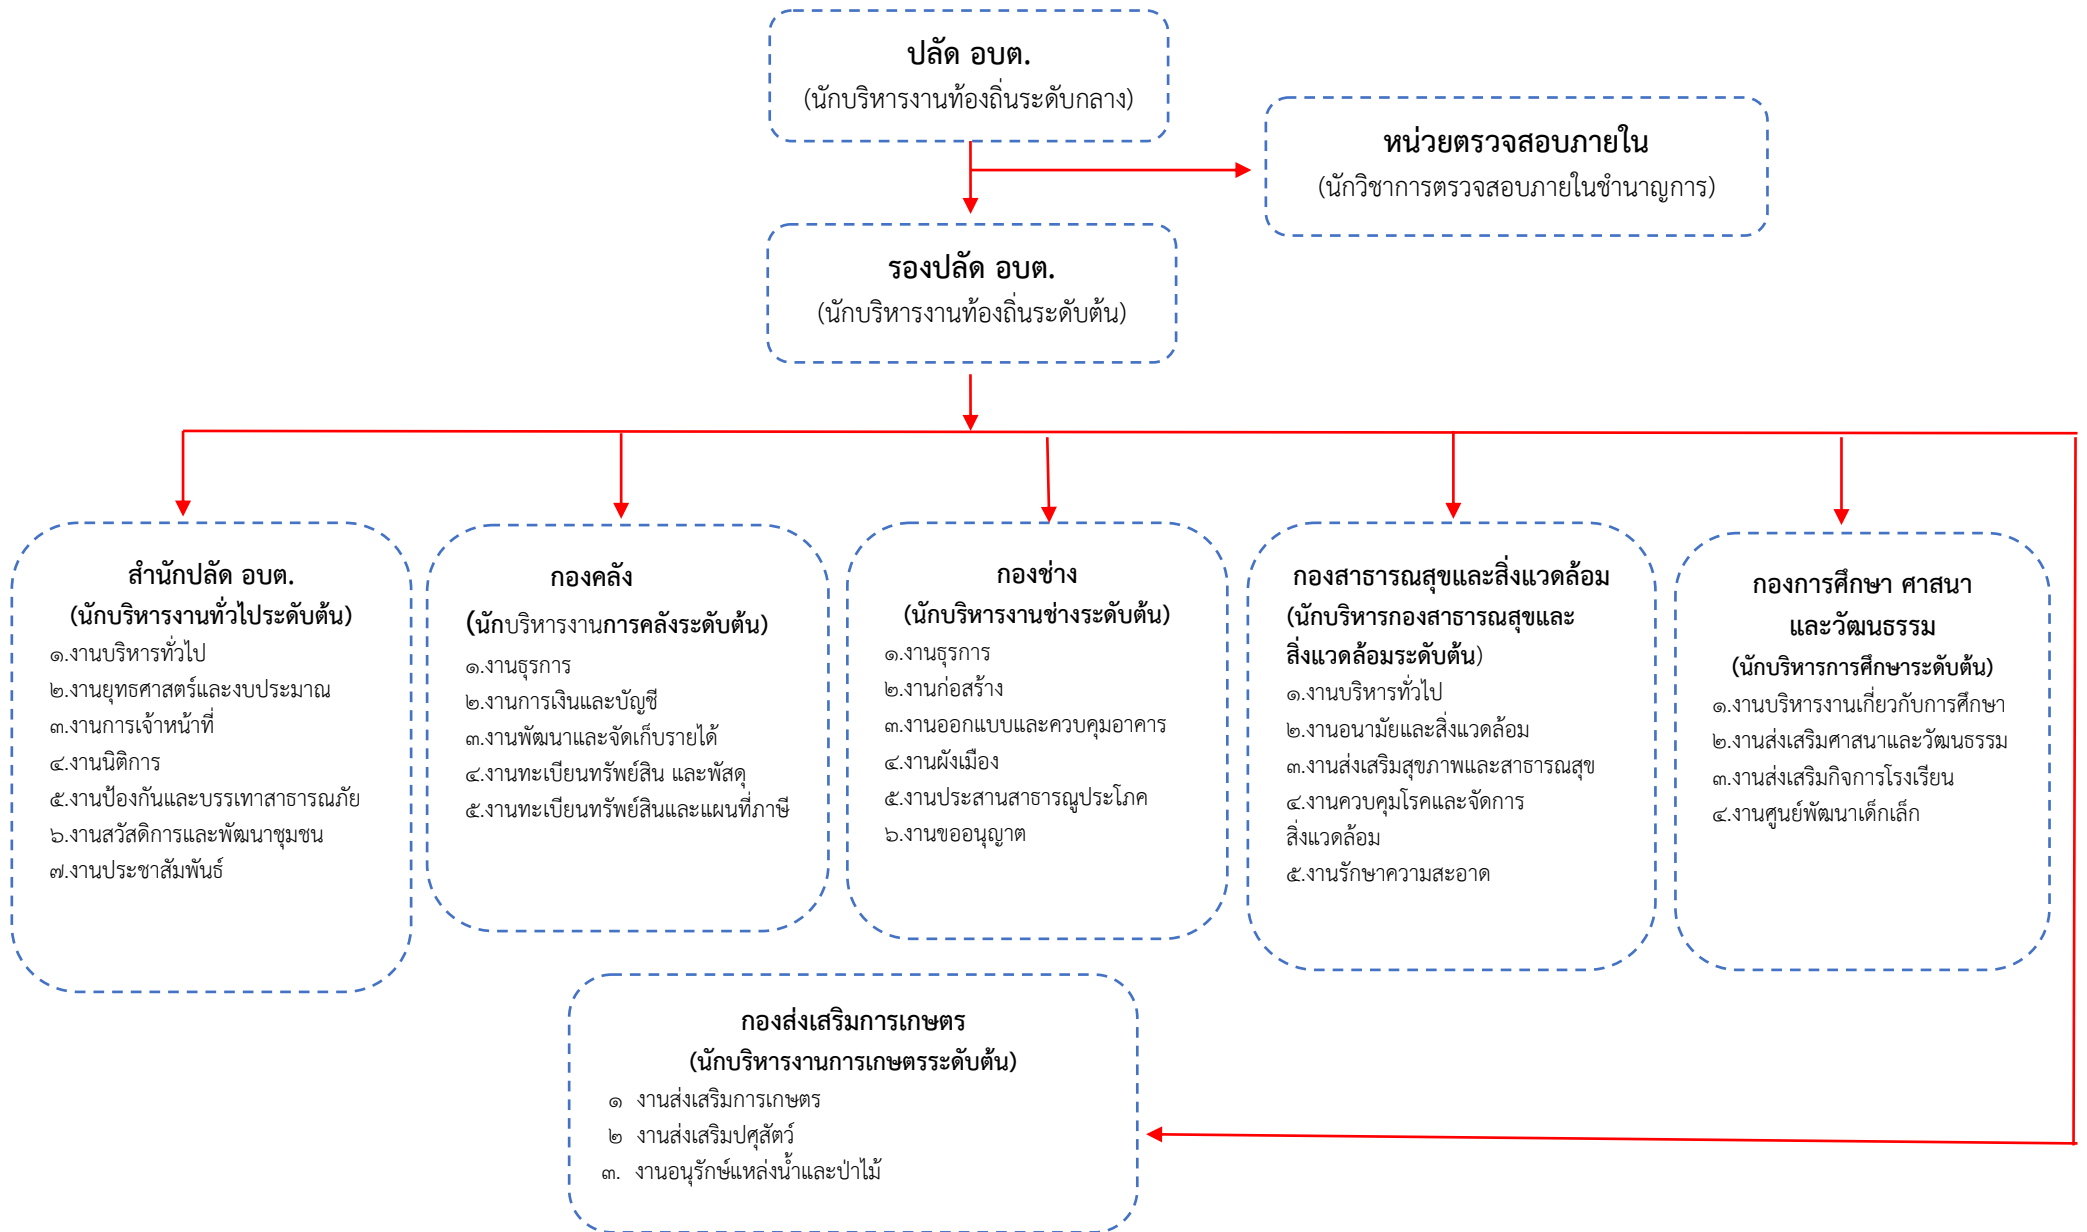 ปลัด อบต.
(นักบริหารงานท้องถิ่นระดับกลาง)
หน่วยตรวจสอบภายใน
(นักวิชาการตรวจสอบภายในชำนาญการ)
รองปลัด อบต.
(นักบริหารงานท้องถิ่นระดับต้น)
สำนักปลัด อบต.
(นักบริหารงานทั่วไประดับต้น)
๑.งานบริหารทั่วไป
๒.งานยุทธศาสตร์และงบประมาณ
๓.งานการเจ้าหน้าที่
๔.งานนิติการ
๕.งานป้องกันและบรรเทาสาธารณภัย
๖.งานสวัสดิการและพัฒนาชุมชน
๗.งานประชาสัมพันธ์
กองคลัง
(นักบริหารงานการคลังระดับต้น)
๑.งานธุรการ
๒.งานการเงินและบัญชี
๓.งานพัฒนาและจัดเก็บรายได้
๔.งานทะเบียนทรัพย์สิน และพัสดุ
๕.งานทะเบียนทรัพย์สินและแผนที่ภาษี
กองช่าง
(นักบริหารงานช่างระดับต้น)
๑.งานธุรการ
๒.งานก่อสร้าง
๓.งานออกแบบและควบคุมอาคาร
๔.งานผังเมือง
๕.งานประสานสาธารณูประโภค
๖.งานขออนุญาต
กองสาธารณสุขและสิ่งแวดล้อม
(นักบริหารกองสาธารณสุขและ
สิ่งแวดล้อมระดับต้น)
๑.งานบริหารทั่วไป
๒.งานอนามัยและสิ่งแวดล้อม
๓.งานส่งเสริมสุขภาพและสาธารณสุข
๔.งานควบคุมโรคและจัดการ
สิ่งแวดล้อม
๕.งานรักษาความสะอาด
กองการศึกษา ศาสนา
และวัฒนธรรม
(นักบริหารการศึกษาระดับต้น)
๑.งานบริหารงานเกี่ยวกับการศึกษา
๒.งานส่งเสริมศาสนาและวัฒนธรรม
๓.งานส่งเสริมกิจการโรงเรียน
๔.งานศูนย์พัฒนาเด็กเล็ก
กองส่งเสริมการเกษตร
(นักบริหารงานการเกษตรระดับต้น)
๑ งานส่งเสริมการเกษตร
๒ งานส่งเสริมปศุสัตว์
๓. งานอนุรักษ์แหล่งน้ำและป่าไม้